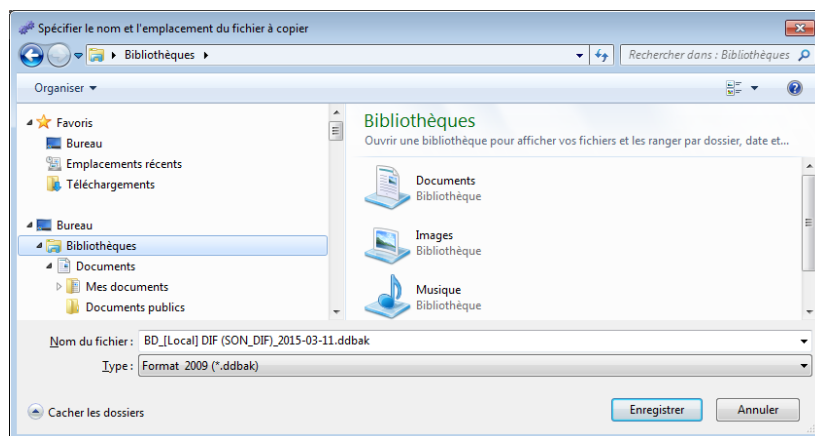 Spécifier le nom et l'emplacement du fichier à copier
Bibliothèques
Rechercher dans : Bibliothèques
Organiser
Favoris
Bureau
Emplacements récents
Téléchargements
Bureau
Bibliothèques
Documents
Mes documents
Documents publics
Bibliothèques
Ouvrir une bibliothèque pour afficher vos fichiers et les ranger par dossier, date et...
Documents
Bibliothèque
Images
Bibliothèque
Musique
Bibliothèque
Nom du fichier : BD_[Local] DIF (SON_DIF)_2015-03-11.ddbak
Type : Format 2009 (*.ddbak)
Cacher les dossiers
Enregistrer
Annuler